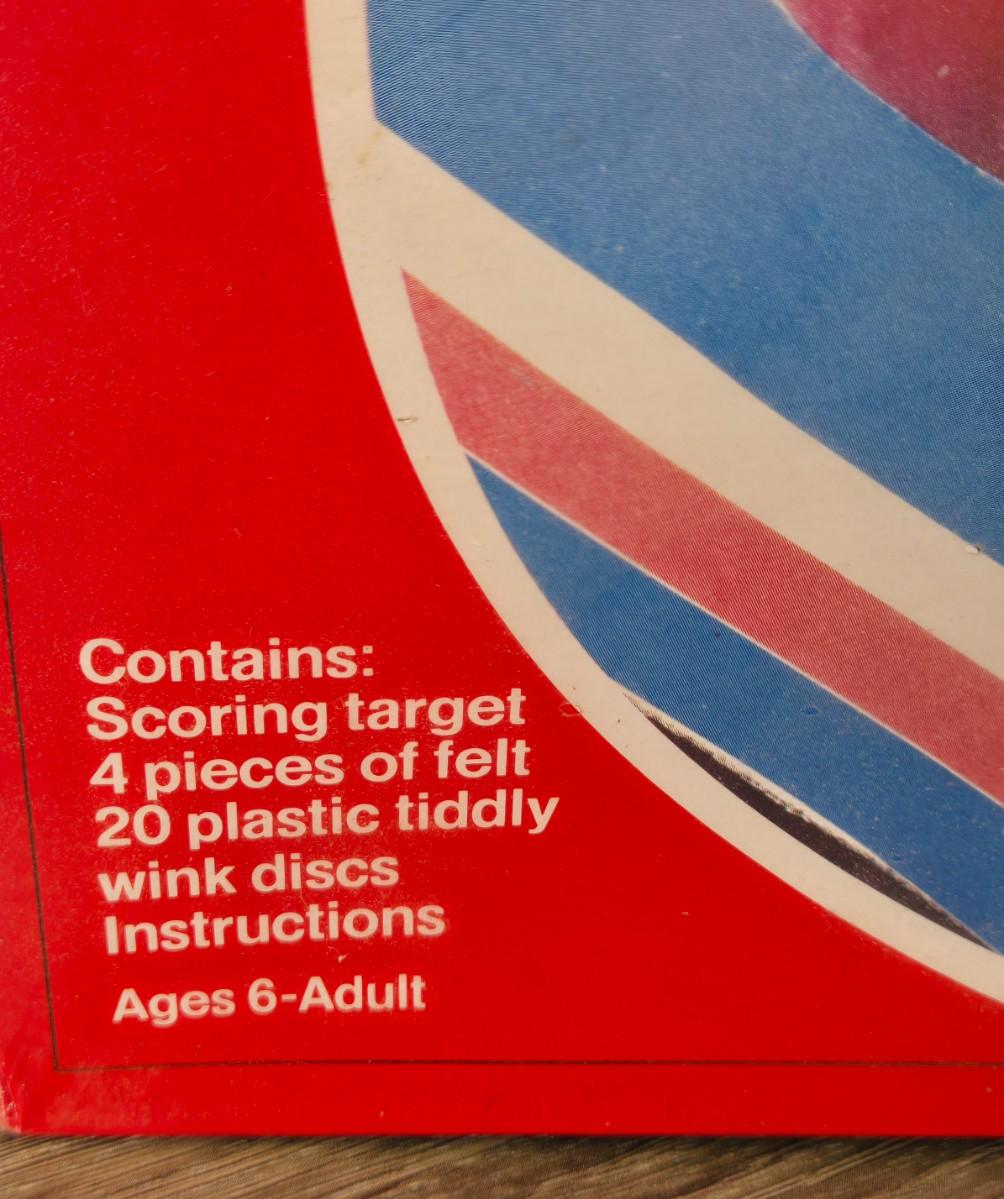 Contains:
Scoring target
4 pieces of felt
20 plastic tiddly
wink discs
Instructions
Ages 6-Adult